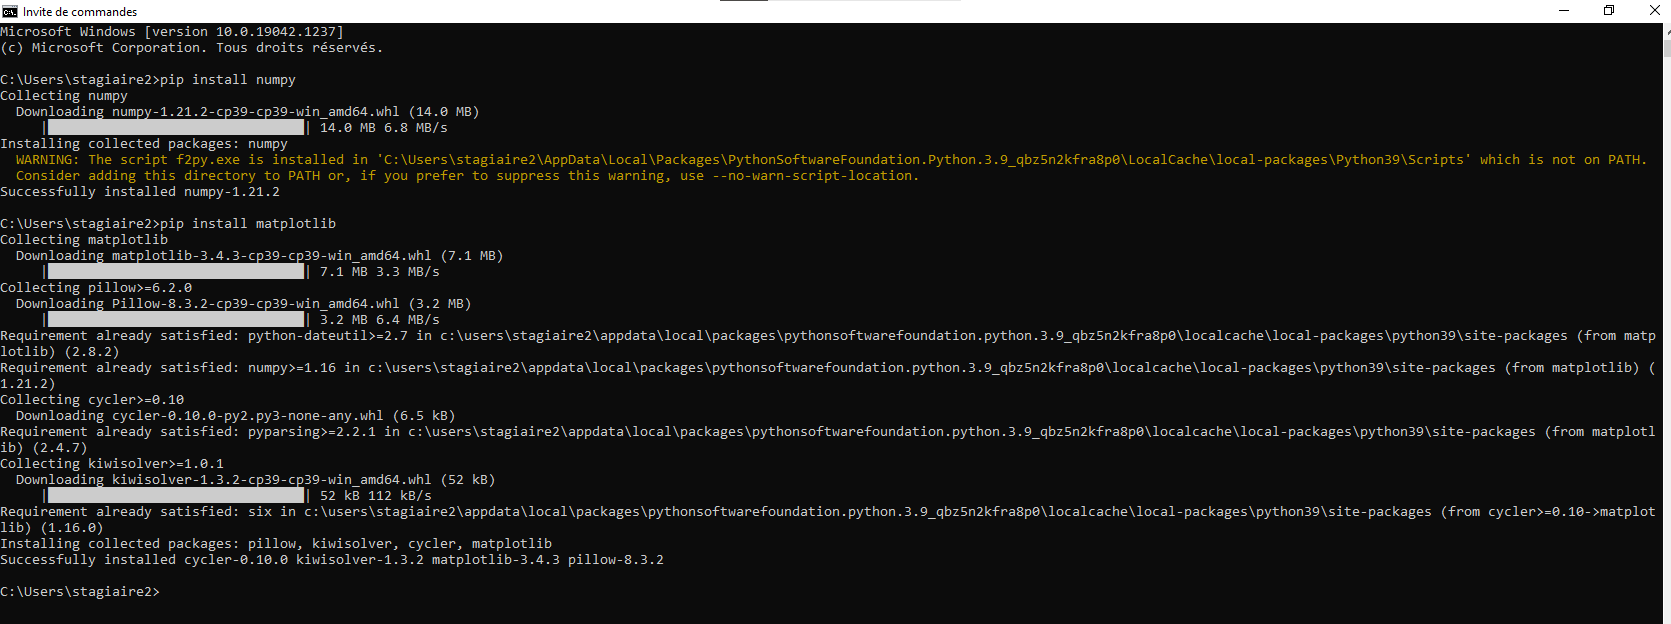 Invite de commandes
Microsoft Windows [version 10.0.19042.1237]
(c) Microsoft Corporation. Tous droits réservés.
C:\Users\stagiaire2>pip install numpy
Collecting numpy
Downloading numpy-1.21.2-cp39-cp39-win_amd64.whl (14.0 MB)
|████████████████████████████████| 14.0 MB 6.8 MB/s
Installing collected packages: numpy
WARNING: The script f2py.exe is installed in 'C:\Users\stagiaire2\AppData\Local\Packages\PythonSoftwareFoundation.Python.3.9_qbz5n2kfra8p0\LocalCache\local-packages\Python39\Scripts' which is not on PATH.
Consider adding this directory to PATH or, if you prefer to suppress this warning, use --no-warn-script-location.
Successfully installed numpy-1.21.2
C:\Users\stagiaire2>pip install matplotlib
Collecting matplotlib
Downloading matplotlib-3.4.3-cp39-cp39-win_amd64.whl (7.1 MB)
|████████████████████████████████| 7.1 MB 3.3 MB/s
Collecting pillow>=6.2.0
Downloading Pillow-8.3.2-cp39-cp39-win_amd64.whl (3.2 MB)
|████████████████████████████████| 3.2 MB 6.4 MB/s
Requirement already satisfied: python-dateutil>=2.7 in c:\users\stagiaire2\appdata\local\packages\pythonsoftwarefoundation.python.3.9_qbz5n2kfra8p0\localcache\local-packages\python39\site-packages (from matp
lotlib) (2.8.2)
Requirement already satisfied: numpy>=1.16 in c:\users\stagiaire2\appdata\local\packages\pythonsoftwarefoundation.python.3.9_qbz5n2kfra8p0\localcache\local-packages\python39\site-packages (from matplotlib) (
1.21.2)
Collecting cycler>=0.10
Downloading cycler-0.10.0-py2.py3-none-any.whl (6.5 kB)
Requirement already satisfied: pyparsing>=2.2.1 in c:\users\stagiaire2\appdata\local\packages\pythonsoftwarefoundation.python.3.9_qbz5n2kfra8p0\localcache\local-packages\python39\site-packages (from matplotl
ib) (2.4.7)
Collecting kiwisolver>=1.0.1
Downloading kiwisolver-1.3.2-cp39-cp39-win_amd64.whl (52 kB)
|████████████████████████████████| 52 kB 112 kB/s
Requirement already satisfied: six in c:\users\stagiaire2\appdata\local\packages\pythonsoftwarefoundation.python.3.9_qbz5n2kfra8p0\localcache\local-packages\python39\site-packages (from cycler>=0.10->matplot
lib) (1.16.0)
Installing collected packages: pillow, kiwisolver, cycler, matplotlib
Successfully installed cycler-0.10.0 kiwisolver-1.3.2 matplotlib-3.4.3 pillow-8.3.2
C:\Users\stagiaire2>